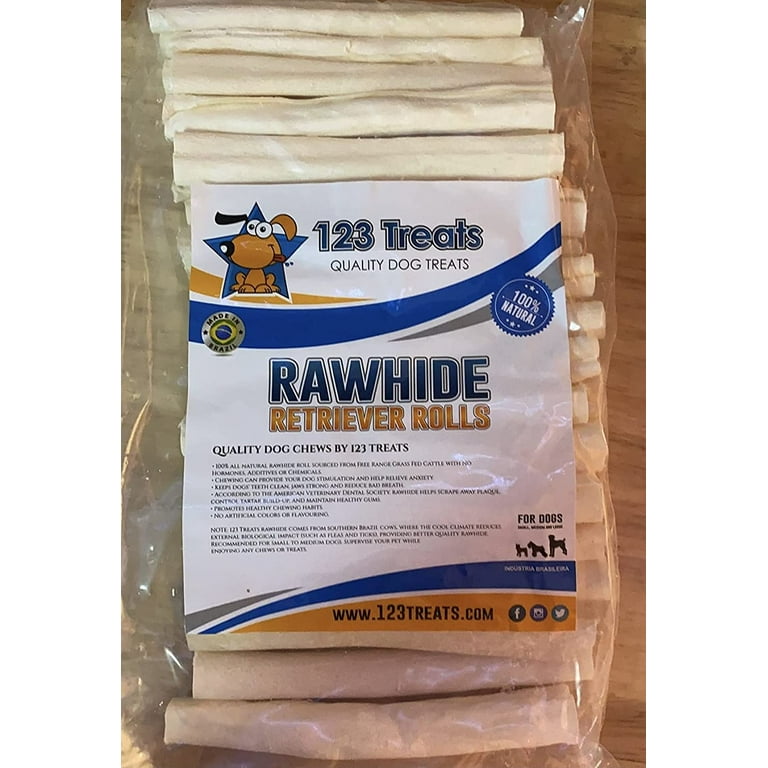 123 Treats
QUALITY DOG TREATS
100%
NATURAL
MADE IN
BRAZIL
RAWHIDE
RETRIEVER ROLLS
QUALITY DOG CHEWS BY 123 TREATS
• 100% ALL NATURAL RAWHIDE ROLL SOURCED FROM FREE RANGE GRASS FED CATTLE WITH NO
HORMONES, ADDITIVES OR CHEMICALS.
• CHEWING CAN PROVIDE YOUR DOG STIMULATION AND HELP RELIEVE ANXIETY.
• KEEPS DOGS' TEETH CLEAN, JAWS STRONG AND REDUCE BAD BREATH.
• ACCORDING TO THE AMERICAN VETERINARY DENTAL SOCIETY, RAWHIDE HELPS SCRAPE AWAY PLAQUE,
CONTROL TARTAR BUILD-UP, AND MAINTAIN HEALTHY GUMS.
• PROMOTES HEALTHY CHEWING HABITS.
• NO ARTIFICIAL COLORS OR FLAVOURING.
NOTE: 123 TREATS RAWHIDE COMES FROM SOUTHERN BRAZIL COWS, WHERE THE COOL CLIMATE REDUCES
EXTERNAL BIOLOGICAL IMPACT (SUCH AS FLEAS AND TICKS), PROVIDING BETTER QUALITY RAWHIDE.
RECOMMENDED FOR SMALL TO MEDIUM DOGS. SUPERVISE YOUR PET WHILE
ENJOYING ANY CHEWS OR TREATS.
FOR DOGS
SMALL, MEDIUM AND LARGE
INDÚSTRIA BRASILEIRA
WWW.123TREATS.COM